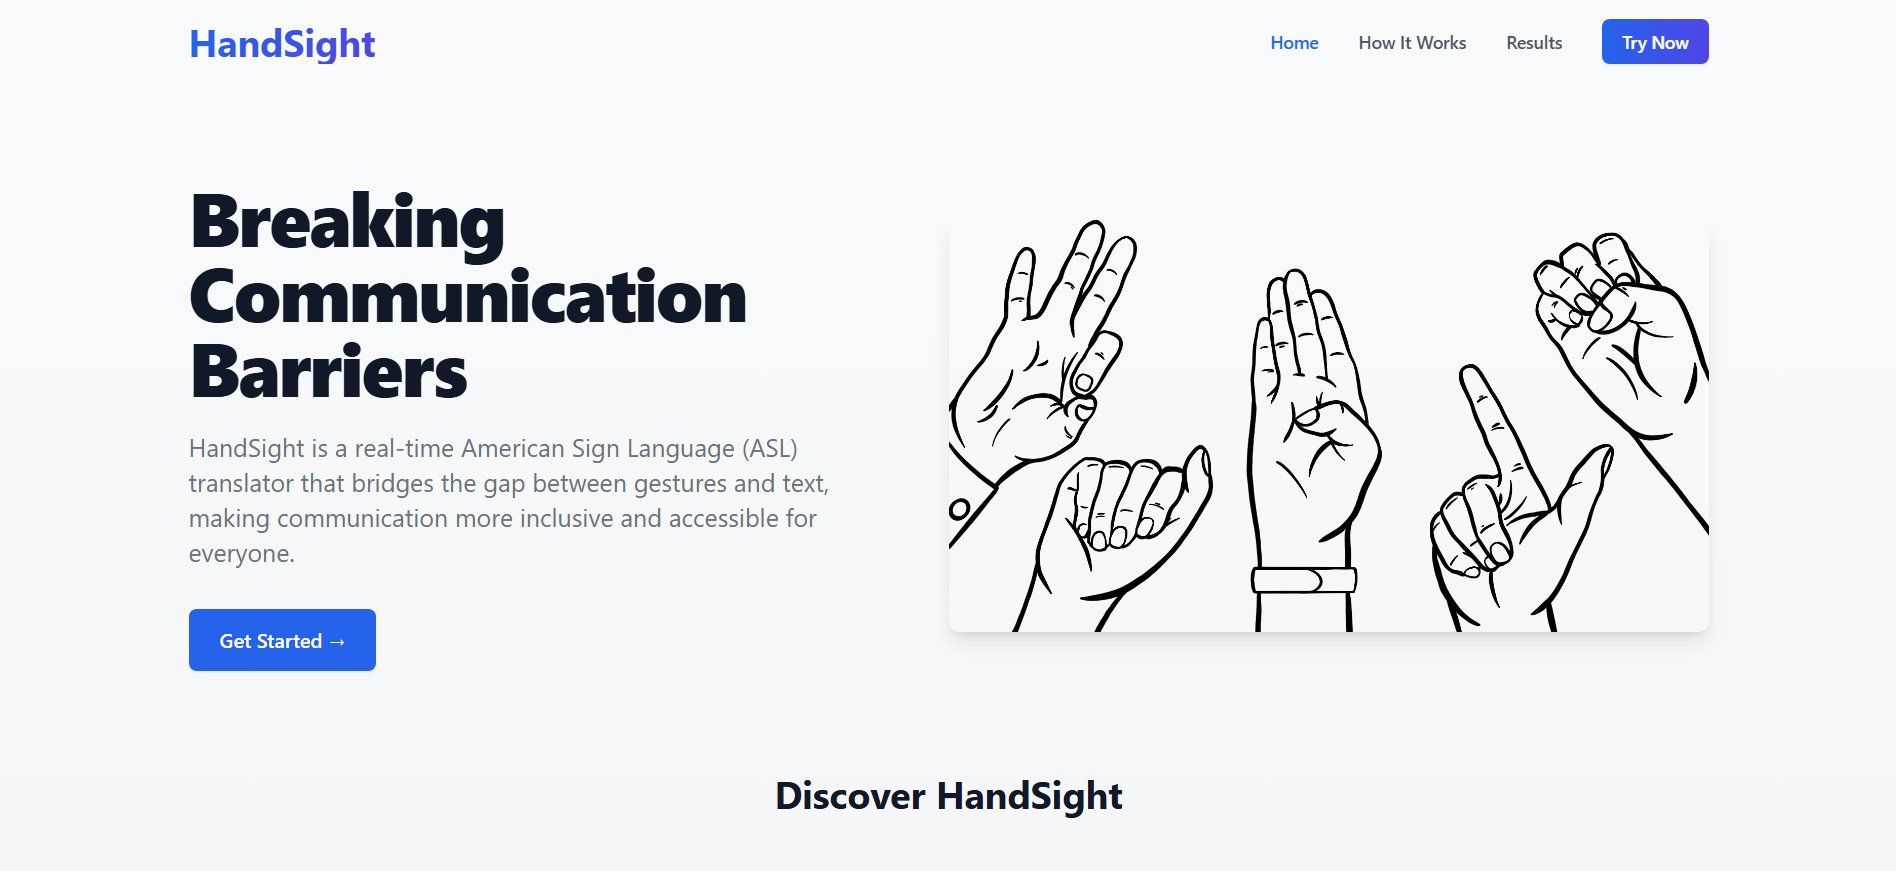 HandSight
Home
How It Works
Results
Try Now
Breaking
Communication
Barriers
HandSight is a real-time American Sign Language (ASL)
translator that bridges the gap between gestures and text,
making communication more inclusive and accessible for
everyone.
Get Started →
Discover HandSight